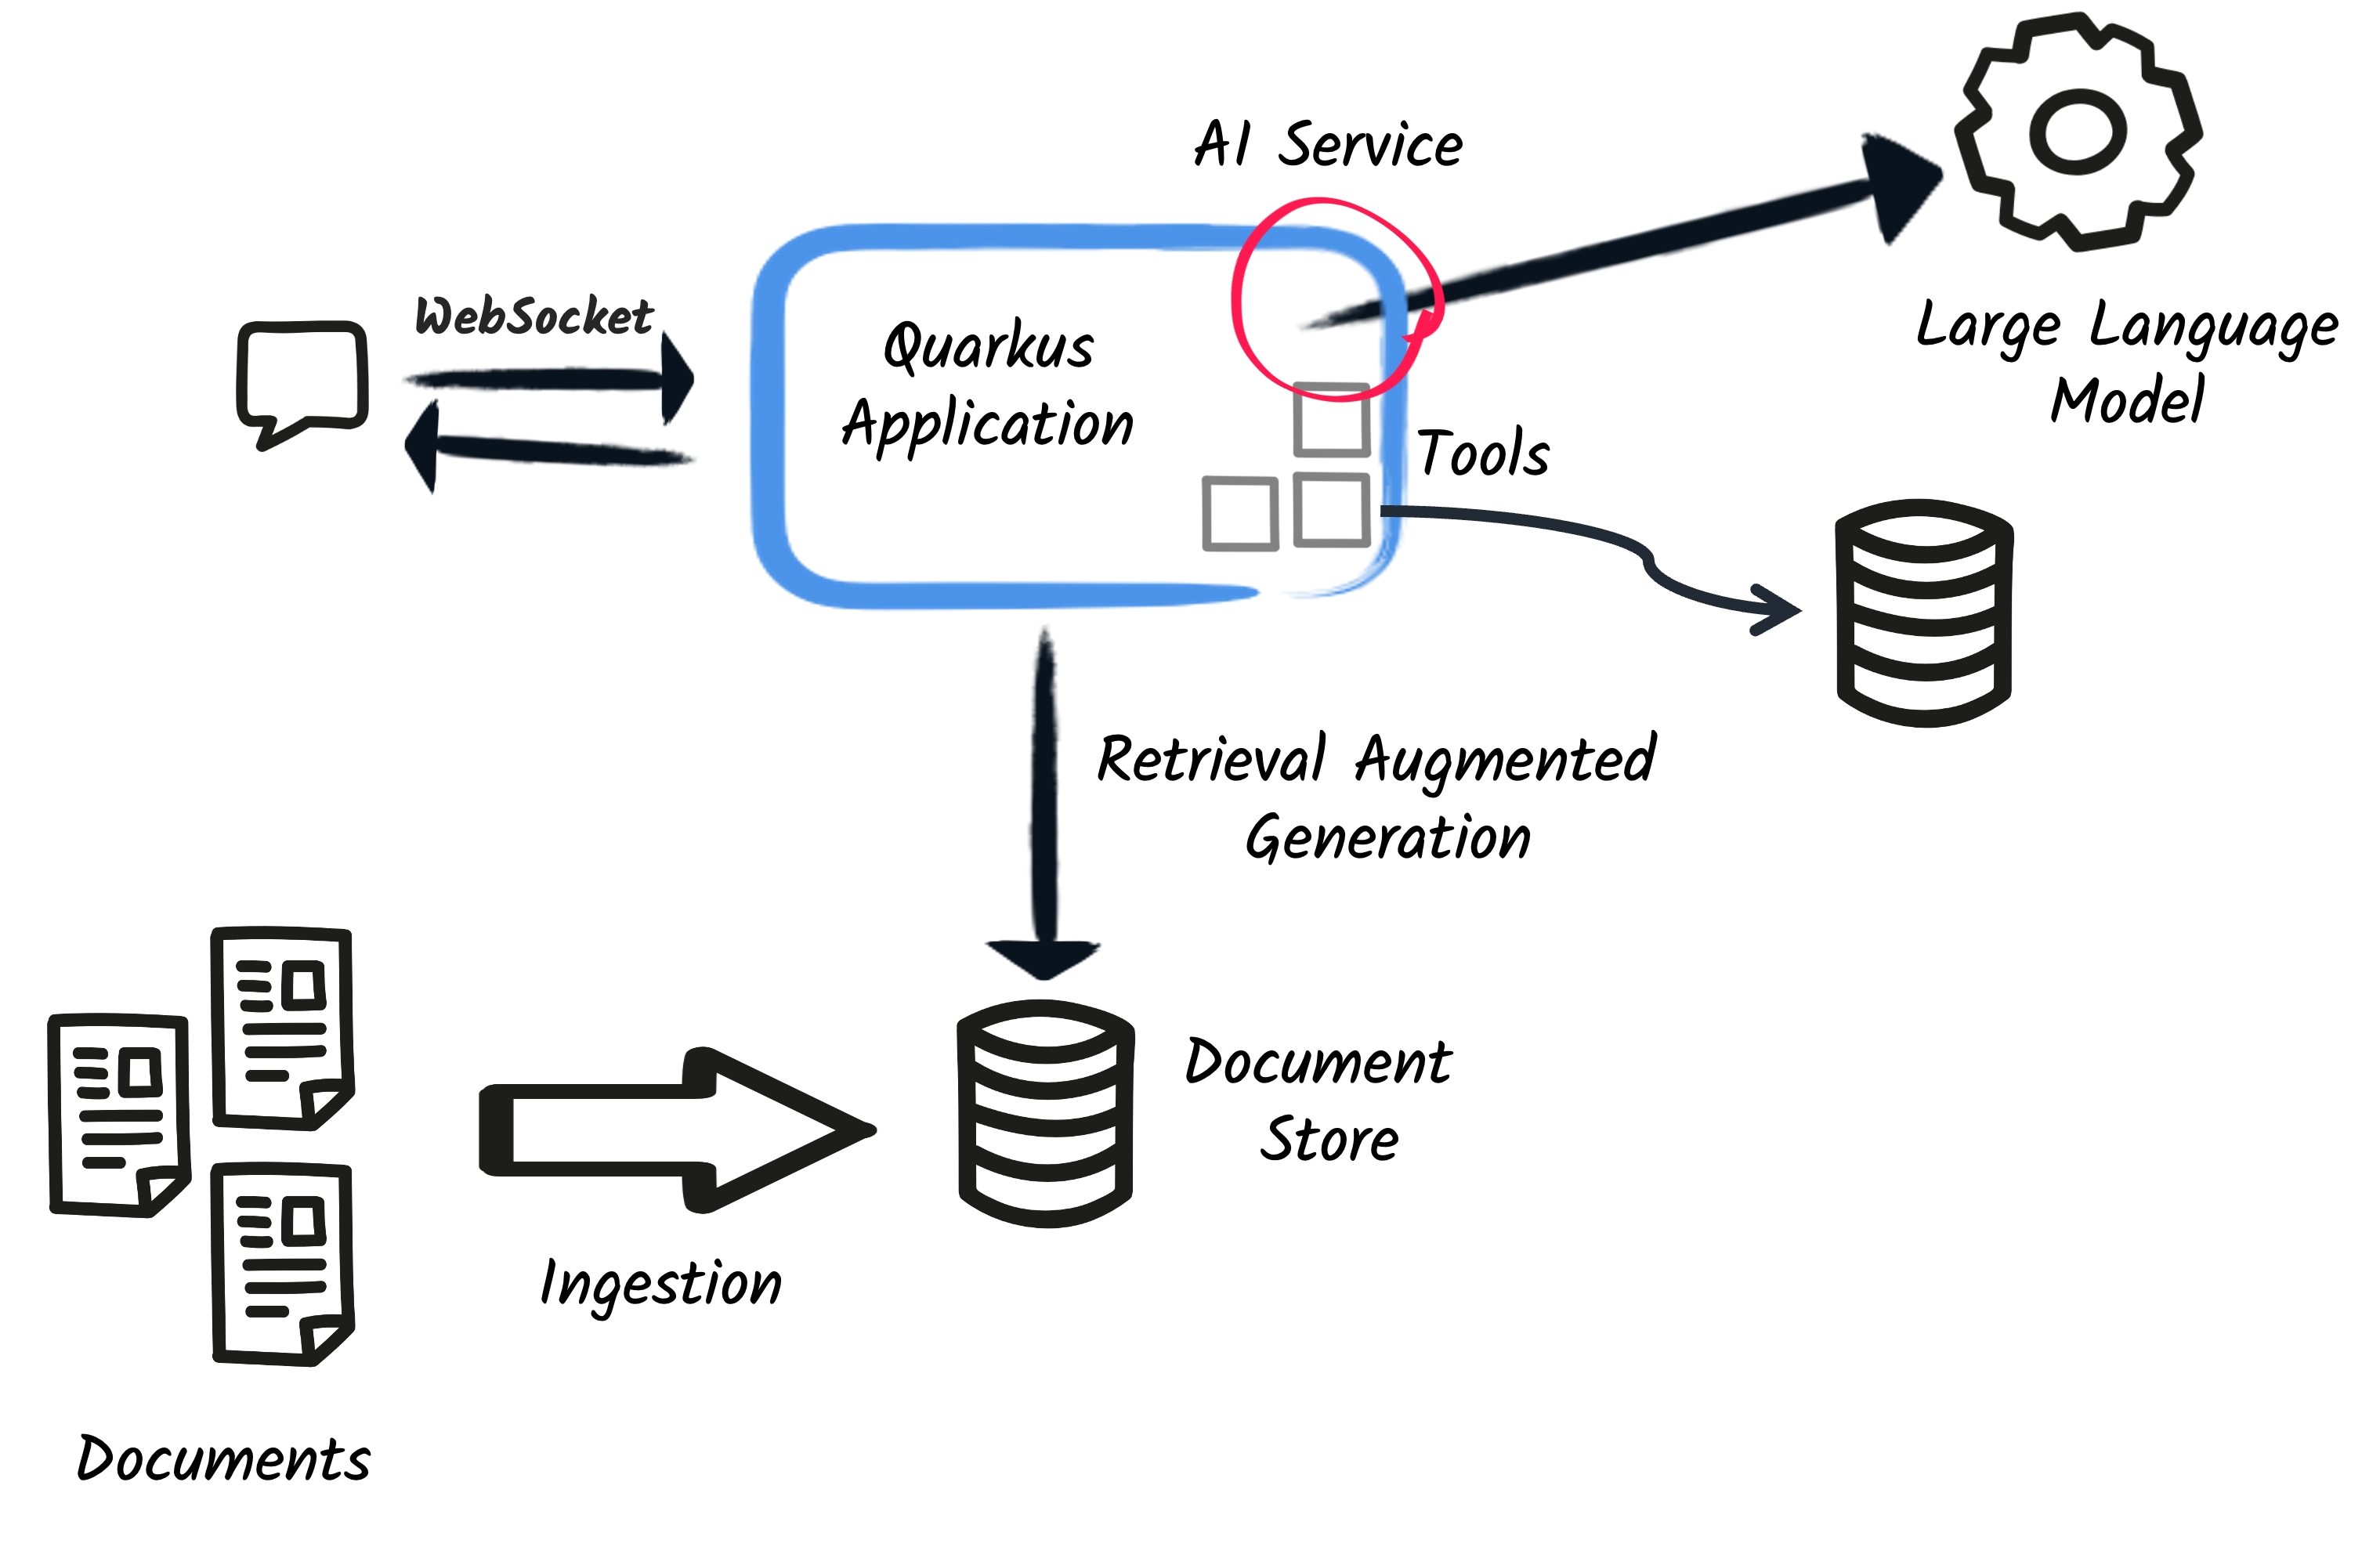 AI Service
WebSocket
Quarkus
Application
Large Language
Model
Tools
Retrieval Augmented
Generation
Document
Store
Ingestion
Documents